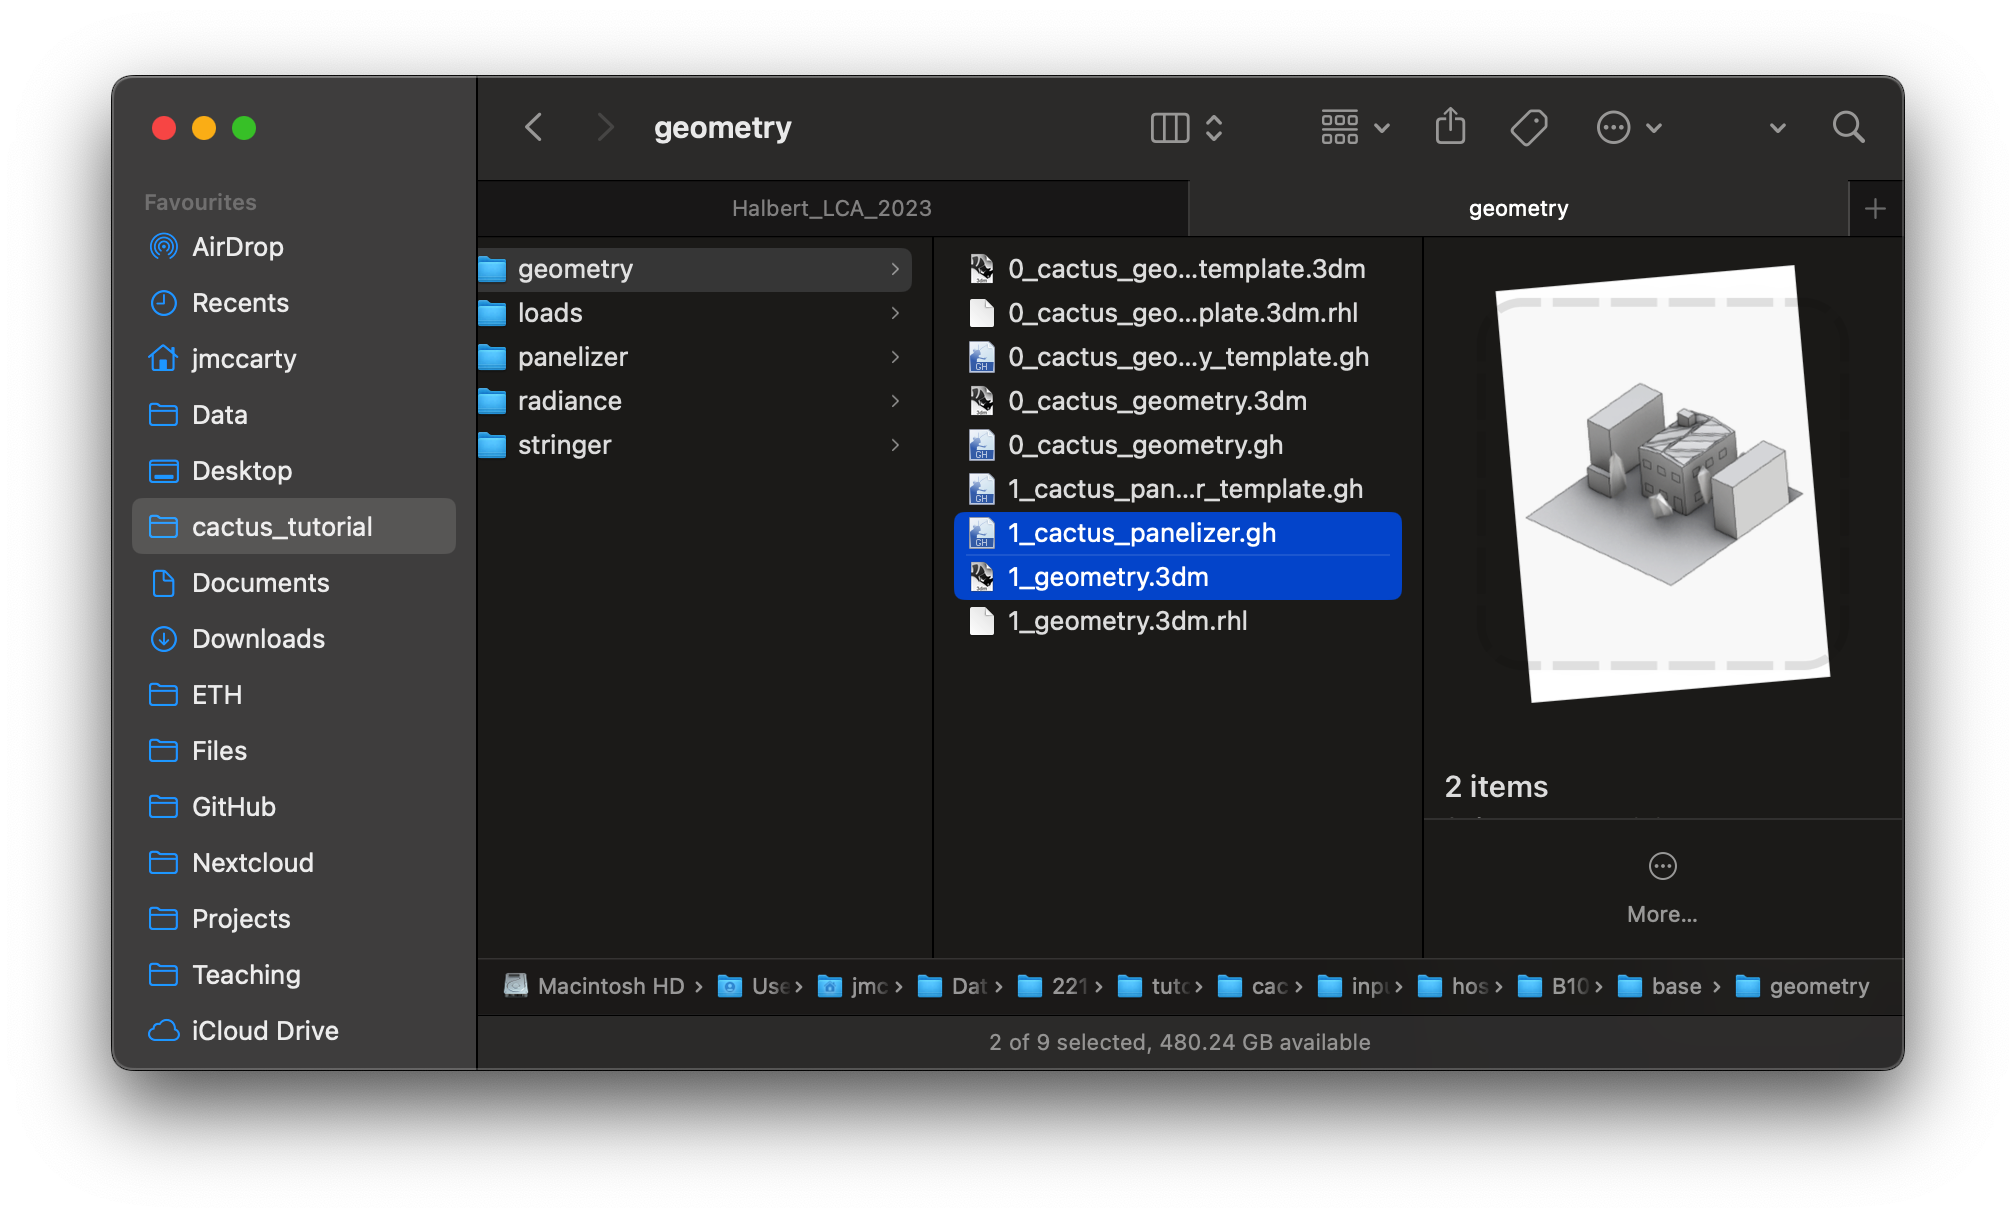 geometry
Favourites
AirDrop
Recents
jmccarty
Data
Desktop
cactus_tutorial
Documents
Downloads
ETH
Files
GitHub
Nextcloud
Projects
Teaching
iCloud Drive
Halbert_LCA_2023
geometry
geometry
loads
panelizer
radiance
stringer
0_cactus_geo...template.3dm
0_cactus_geo...plate.3dm.rhl
0_cactus_geo...y_template.gh
0_cactus_geometry.3dm
0_cactus_geometry.gh
1_cactus_pan...r_template.gh
1_cactus_panelizer.gh
1_geometry.3dm
1_geometry.3dm.rhl
2 items
More...
Macintosh HD › Use › jmc › Dat › 221 › tuto › cac › inpu › hos › B10 › base › geometry
2 of 9 selected, 480.24 GB available